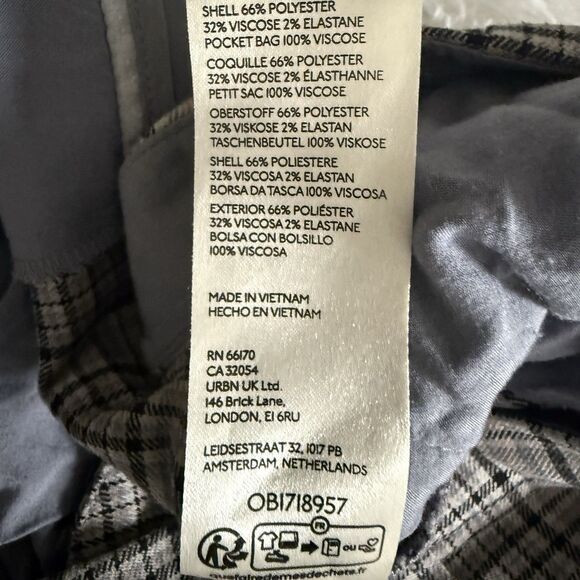 SHELL 66% POLYESTER
32% VISCOSE 2% ELASTANE
POCKET BAG 100% VISCOSE
COQUILLE 66% POLYESTER
32% VISCOSE 2% ÉLASTHANNE
PETIT SAC 100% VISCOSE
OBERSTOFF 66% POLYESTER
32% VISKOSE 2% ELASTAN
TASCHENBEUTEL 100% VISKOSE
SHELL 66% POLIESTERE
32% VISCOSA 2% ELASTAN
BORSA DA TASCA 100% VISCOSA
EXTERIOR 66% POLIÉSTER
32% VISCOSA 2% ELASTANE
BOLSA CON BOLSILLO
100% VISCOSA
MADE IN VIETNAM
HECHO EN VIETNAM
RN 66170
CA 32054
URBN UK Ltd.
146 Brick Lane,
LONDON, E1 6RU
LEIDSESTRAAT 32, 1017 PB
AMSTERDAM, NETHERLANDS
OB1718957
FR
OU
quefairedemesdechets.fr